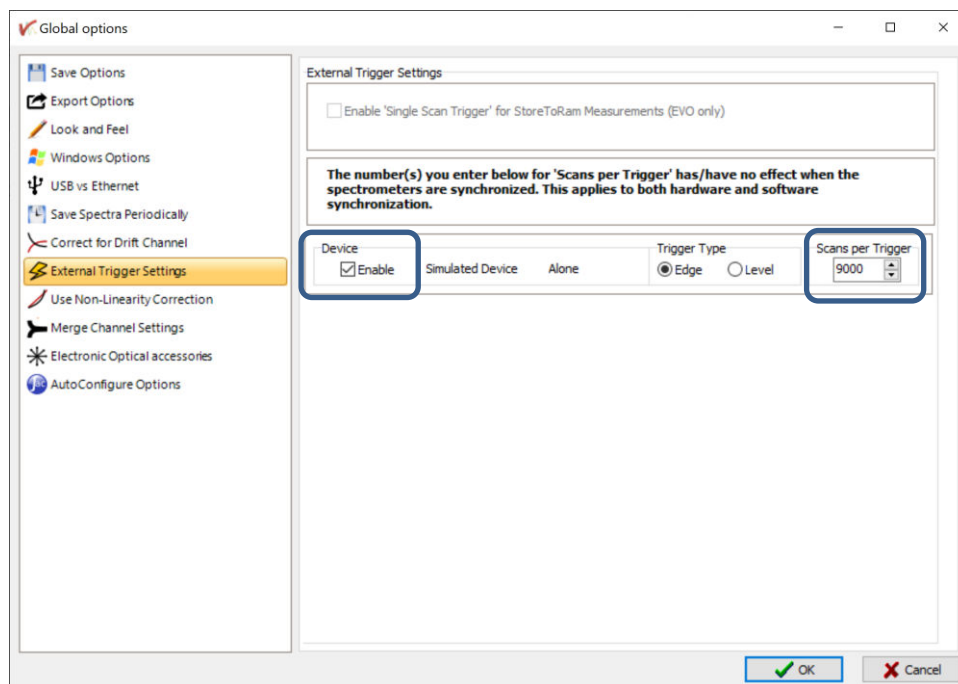 Global options
Save Options
Export Options
Look and Feel
Windows Options
USB vs Ethernet
Save Spectra Periodically
Correct for Drift Channel
External Trigger Settings
Use Non-Linearity Correction
Merge Channel Settings
Electronic Optical accessories
AutoConfigure Options
External Trigger Settings
Enable 'Single Scan Trigger' for StoreToRam Measurements (EVO only)
The number(s) you enter below for 'Scans per Trigger' has/have no effect when the
spectrometers are synchronized. This applies to both hardware and software
synchronization.
Device Trigger Type Scans per Trigger
Enable Simulated Device Alone Edge Level 9000
OK Cancel